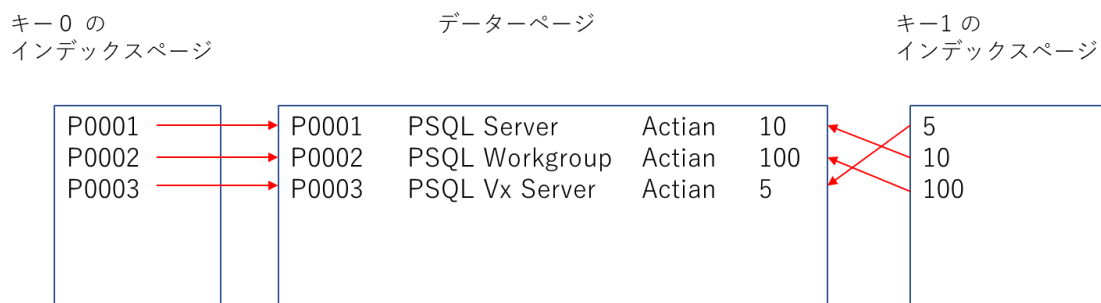 キー０ の
インデックスページ
データーページ
キー1 の
インデックスページ
P0001
P0002
P0003
P0001 PSQL Server Actian 10
P0002 PSQL Workgroup Actian 100
P0003 PSQL Vx Server Actian 5
5
10
100